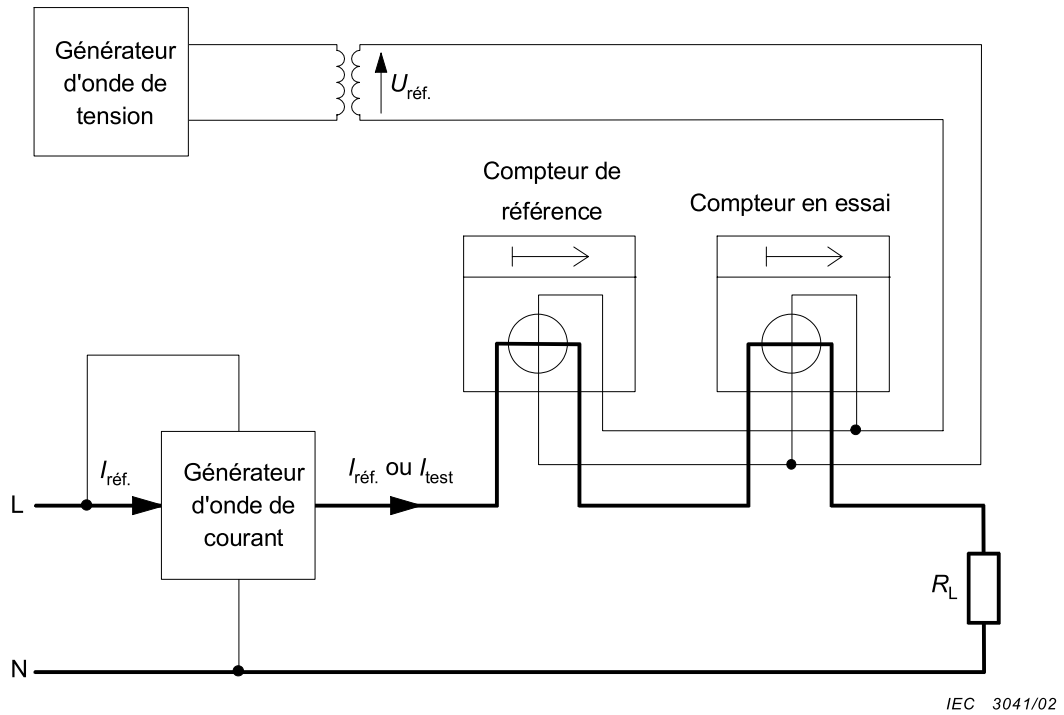 Générateur
d'onde de
tension
Uréf.
Compteur de
référence
Compteur en essai
Iréf.
Générateur
d'onde de
courant
Iréf. ou Itest
L
RL
N
IEC 3041/02